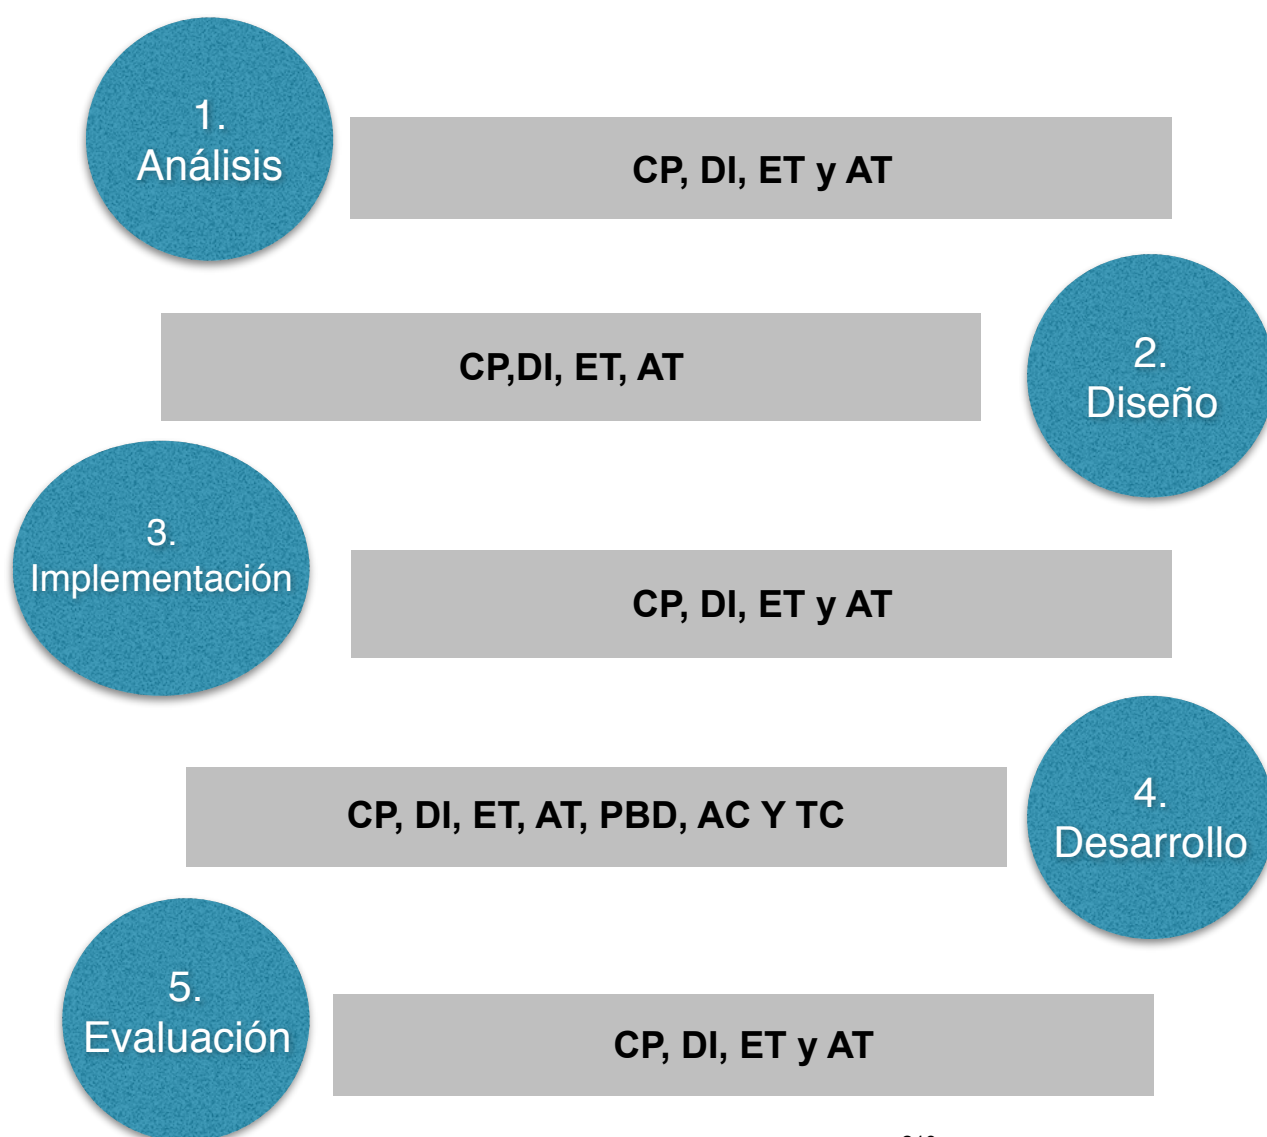 1.
Análisis
CP, DI, ET y AT
CP,DI, ET, AT
2.
Diseño
3.
Implementación
CP, DI, ET y AT
CP, DI, ET, AT, PBD, AC Y TC
4.
Desarrollo
5.
Evaluación
CP, DI, ET y AT